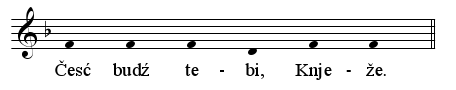 Česć budź te - bi, Knje - že.